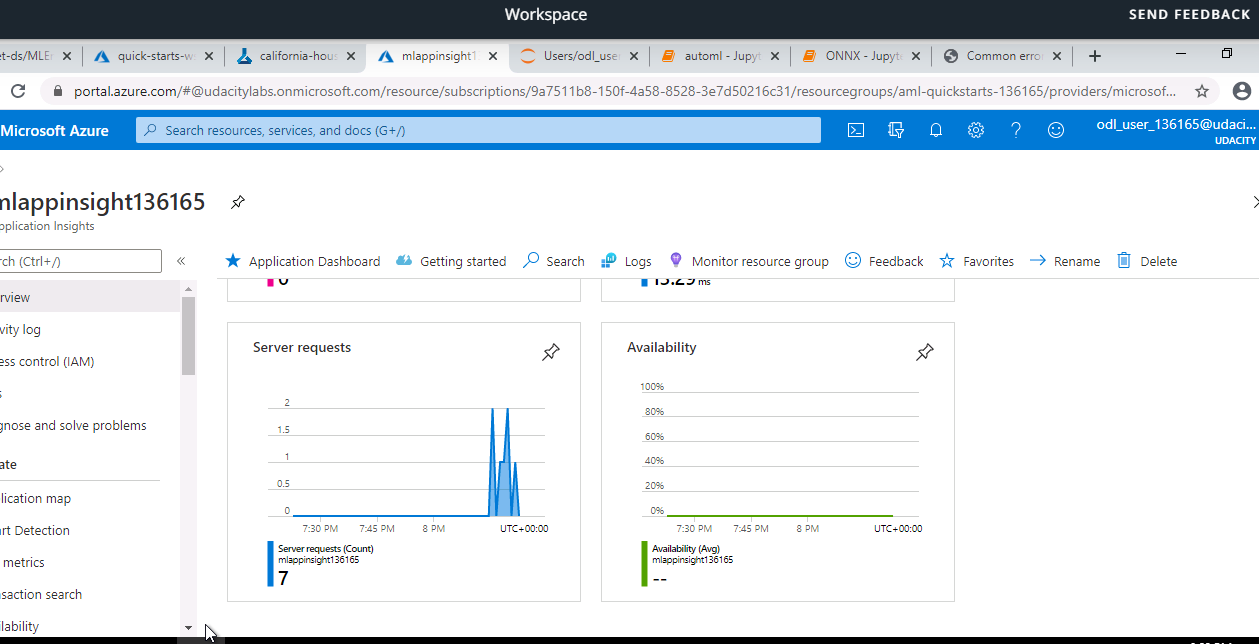 Workspace
SEND FEEDBACK
et-ds/MLE
quick-starts-ws
california-hous
mlappinsight1
Users/odl_user
automl - Jupyt
ONNX - Jupyt
Common erro
portal.azure.com/#@udacitylabs.onmicrosoft.com/resource/subscriptions/9a7511b8-150f-4a58-8528-3e7d50216c31/resourcegroups/aml-quickstarts-136165/providers/microsof...
Microsoft Azure
Search resources, services, and docs (G+/)
odl_user_136165@udaci...
UDACITY
mlappinsight136165
pplication Insights
rch (Ctrl+/)
«
Application Dashboard
Getting started
Search
Logs
Monitor resource group
Feedback
Favorites
Rename
Delete
rview
vity log
ess control (IAM)
s
gnose and solve problems
ate
lication map
rt Detection
metrics
nsaction search
ilability
0
13.29 ms
Server requests
2
1.5
1
0.5
0
7:30 PM
7:45 PM
8 PM
UTC+00:00
Server requests (Count)
mlappinsight136165
7
Availability
100%
80%
60%
40%
20%
0%
7:30 PM
7:45 PM
8 PM
UTC+00:00
Availability (Avg)
mlappinsight136165
--